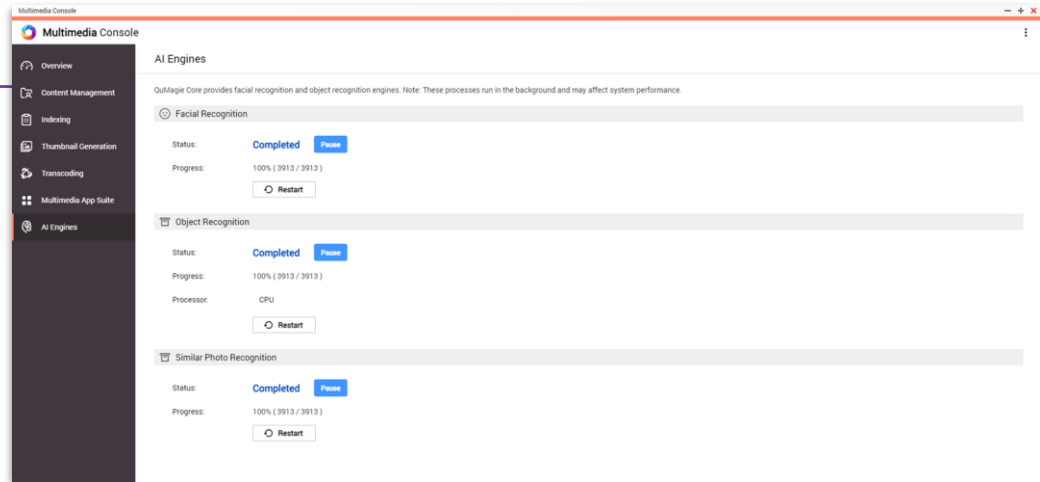 Multimedia Console
Multimedia Console
Overview
Content Management
Indexing
Thumbnail Generation
Transcoding
Multimedia App Suite
AI Engines
AI Engines
QuMagie Core provides facial recognition and object recognition engines. Note: These processes run in the background and may affect system performance.
Facial Recognition
Status: Completed Pause
Progress: 100% ( 3913 / 3913 )
Restart
Object Recognition
Status: Completed Pause
Progress: 100% ( 3913 / 3913 )
Processor: CPU
Restart
Similar Photo Recognition
Status: Completed Pause
Progress: 100% ( 3913 / 3913 )
Restart